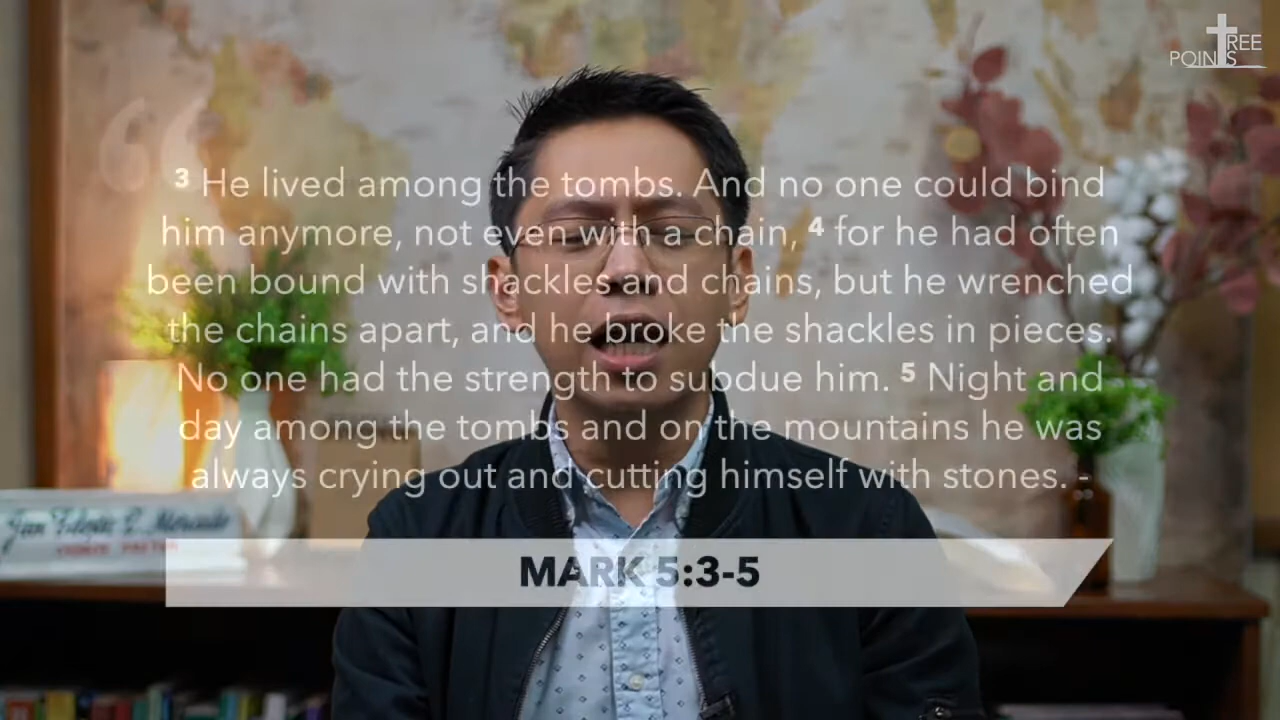 TREE
POINTS
3 He lived among the tombs. And no one could bind
him anymore, not even with a chain, 4 for he had often
been bound with shackles and chains, but he wrenched
the chains apart, and he broke the shackles in pieces.
No one had the strength to subdue him. 5 Night and
day among the tombs and on the mountains he was
always crying out and cutting himself with stones. -
MARK 5:3-5